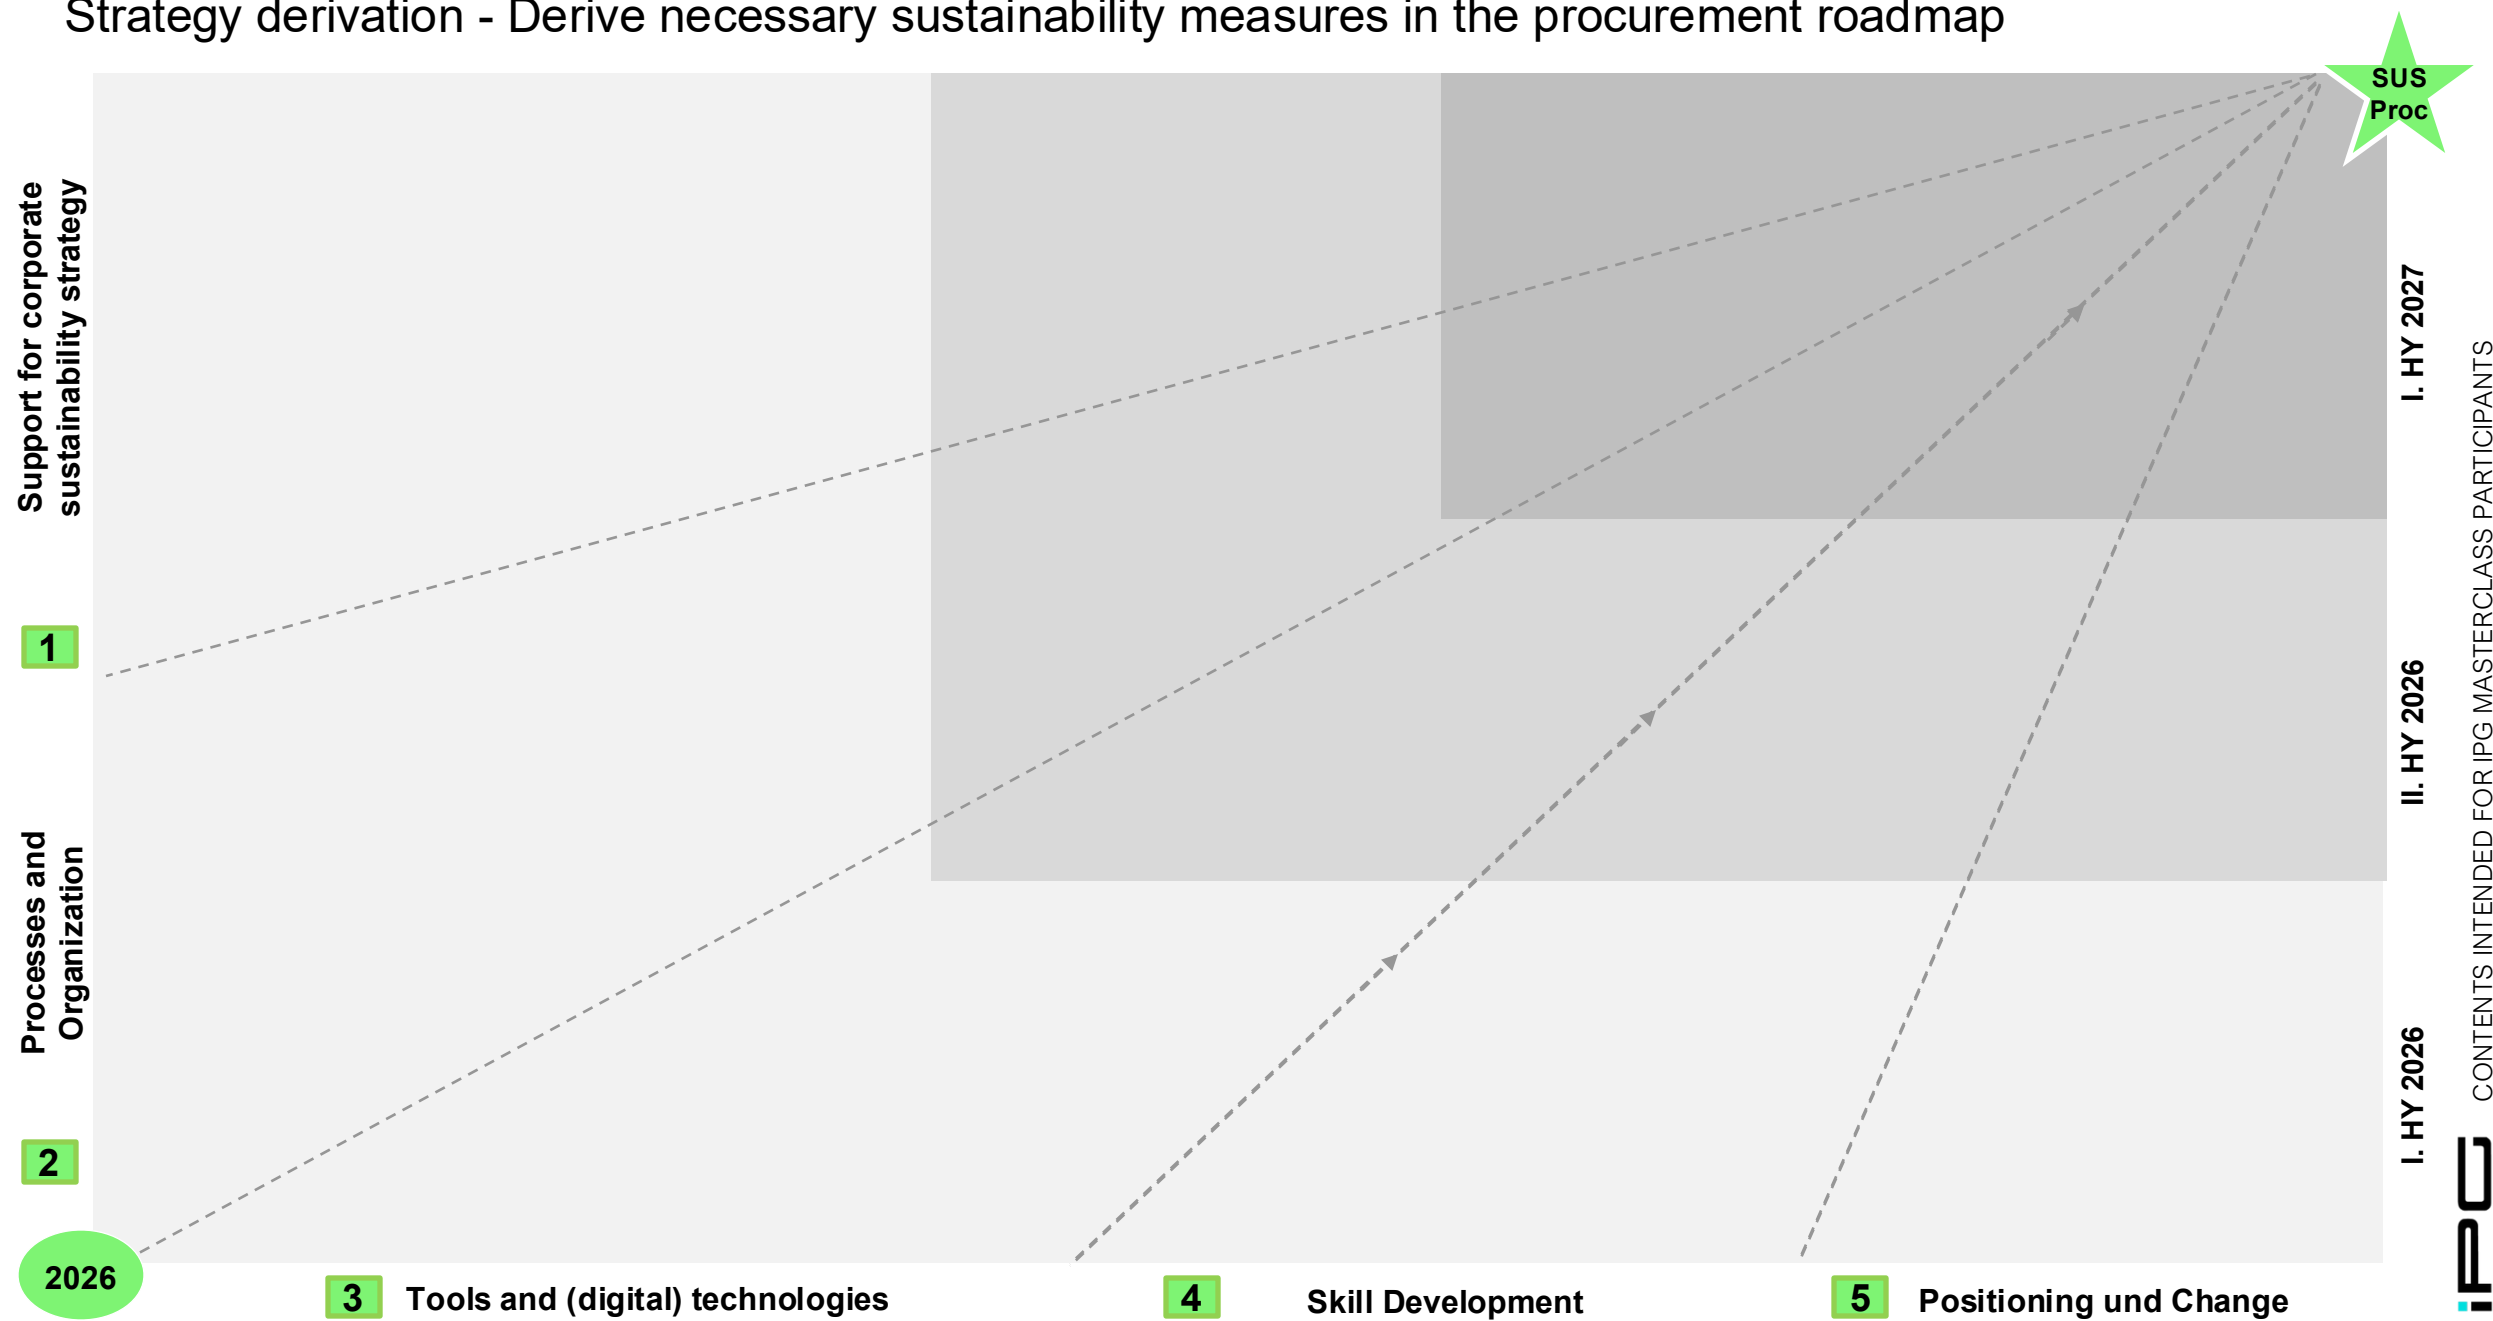 Strategy derivation - Derive necessary sustainability measures in the procurement roadmap
SUS
Proc
Support for corporate
sustainability strategy
1
Processes and
Organization
2
2026
3
Tools and (digital) technologies
4
Skill Development
5
Positioning und Change
I. HY 2027
II. HY 2026
I. HY 2026
CONTENTS INTENDED FOR IPG MASTERCLASS PARTICIPANTS
iPG